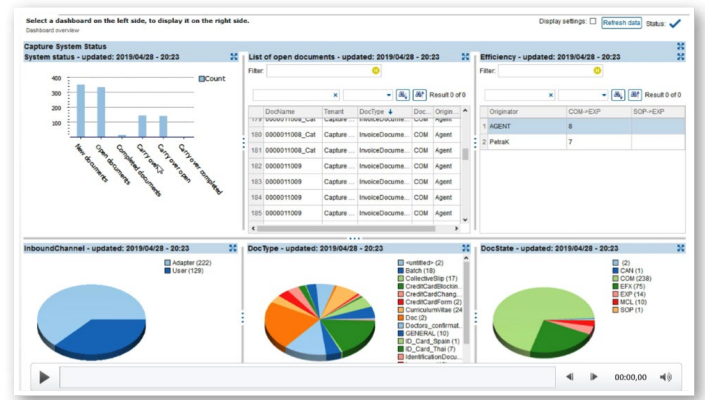 Select a dashboard on the left side, to display it on the right side.
Display settings:
Refresh data
Status:
Dashboard overview
Capture System Status
System status - updated: 2019/04/28 - 20:23
400
300
200
100
Count
New documents
Open documents
Completed documents
Carry over
Carry over open
Carry over completed
List of open documents - updated: 2019/04/28 - 20:23
Filter:
Result 0 of 0
DocName Tenant DocType Doc... Origin...
179 0000011008_Cat Capture ... InvoiceDocume... COM Agent
180 0000011008_Cat Capture ... InvoiceDocume... COM Agent
181 0000011008_Cat Capture ... InvoiceDocume... COM Agent
182 0000011009 Capture ... InvoiceDocume... COM Agent
183 0000011009 Capture ... InvoiceDocume... COM Agent
184 0000011009 Capture ... InvoiceDocume... COM Agent
185 0000011009 Capture ... InvoiceDocume... COM Agent
Efficiency - updated: 2019/04/28 - 20:23
Filter:
Result 0 of 0
Originator COM->EXP SOP->EXP
1 AGENT 8
2 PetraK 7
InboundChannel - updated: 2019/04/28 - 20:23
Adapter (222)
User (129)
DocType - updated: 2019/04/28 - 20:23
<untitled> (2)
Batch (18)
CollectiveSlip (17)
CreditCardBlockin...
CreditCardChang...
CreditCardForm (2)
CurriculumVitae (24
Doc (2)
Doctors_confirmat...
GENERAL (10)
ID_Card_Spain (1)
ID_Card_Thai (7)
IdentificationDocu...
DocState - updated: 2019/04/28 - 20:23
(2)
CAN (1)
COM (238)
EFX (75)
EXP (14)
MCL (10)
SOP (1)
00:00,00